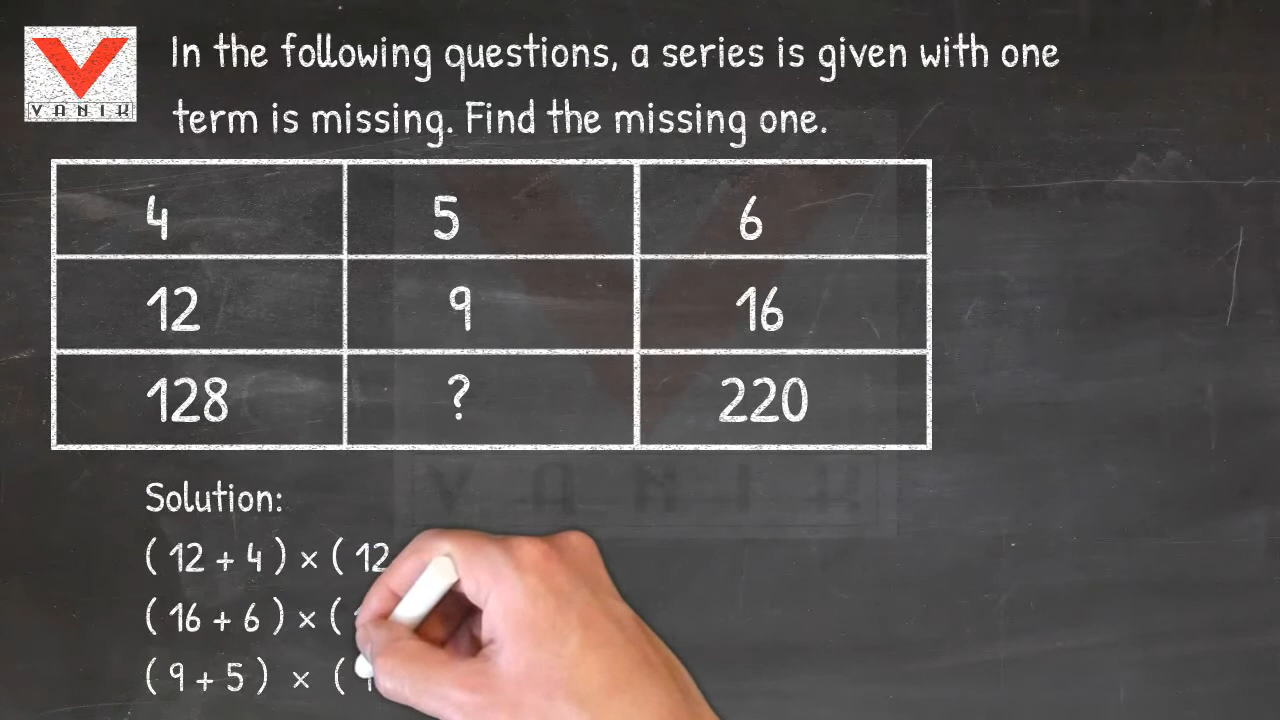 VANIK
In the following questions, a series is given with one
term is missing. Find the missing one.
4 5 6
12 9 16
128 ? 220
VANIK
Solution:
( 12 + 4 ) × ( 12
( 16 + 6 ) × (
( 9 + 5 ) × (